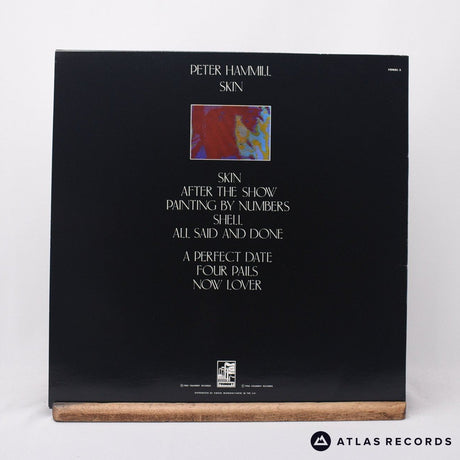 PETER HAMMILL
SKIN
SKIN
AFTER THE SHOW
PAINTING BY NUMBERS
SHELL
ALL SAID AND DONE
A PERFECT DATE
FOUR PAILS
NOW LOVER
ATLAS RECORDS